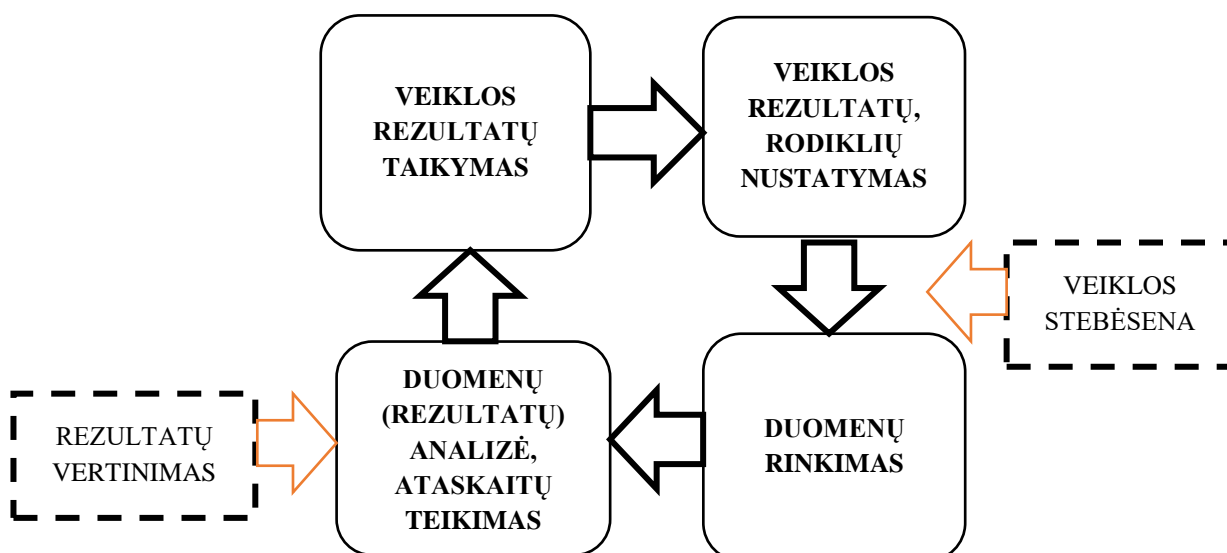 VEIKLOS
REZULTATŲ
TAIKYMAS
VEIKLOS
REZULTATŲ,
RODIKLIŲ
NUSTATYMAS
VEIKLOS
STEBĖSENA
DUOMENŲ
RINKIMAS
DUOMENŲ
(REZULTATŲ)
ANALIZĖ,
ATASKAITŲ
TEIKIMAS
REZULTATŲ
VERTINIMAS